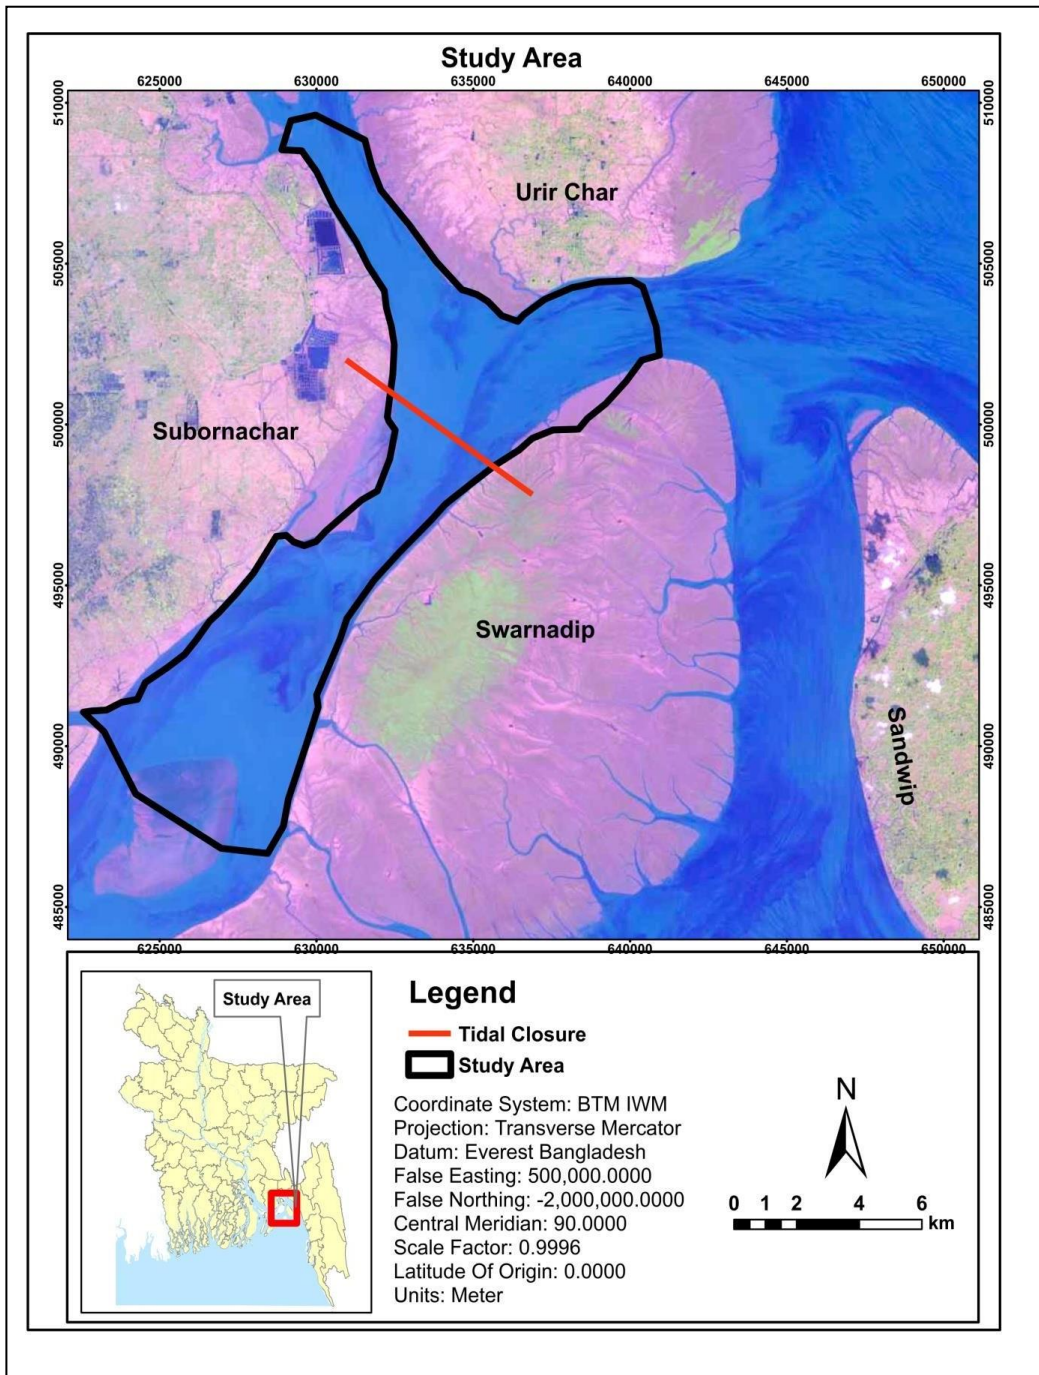 Study Area
625000 630000 635000 640000 645000 650000
510000 510000
Urir Char
505000 505000
Subornachar
500000 500000
495000 495000
Swarnadip
Sandwip
490000 490000
485000 485000
625000 630000 635000 640000 645000 650000
Study Area
Legend
Tidal Closure
Study Area
Coordinate System: BTM IWM
Projection: Transverse Mercator
Datum: Everest Bangladesh
False Easting: 500,000.0000
False Northing: -2,000,000.0000
Central Meridian: 90.0000
Scale Factor: 0.9996
Latitude Of Origin: 0.0000
Units: Meter
N
0 1 2 4 6
km